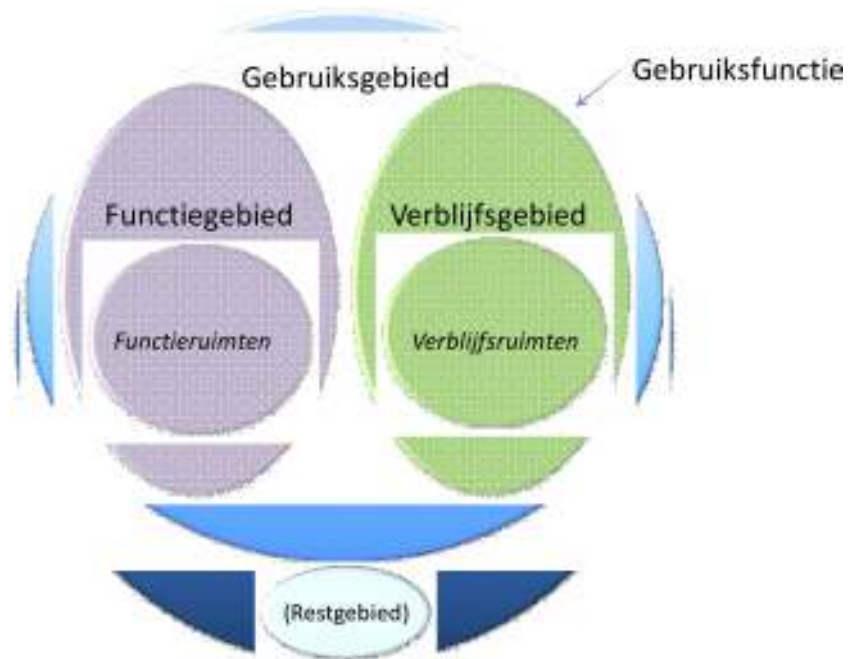 Gebruiksgebied
Gebruiksfunctie
Functiegebied
Verblijfsgebied
Functieruimten
Verblijfsruimten
(Restgebied)